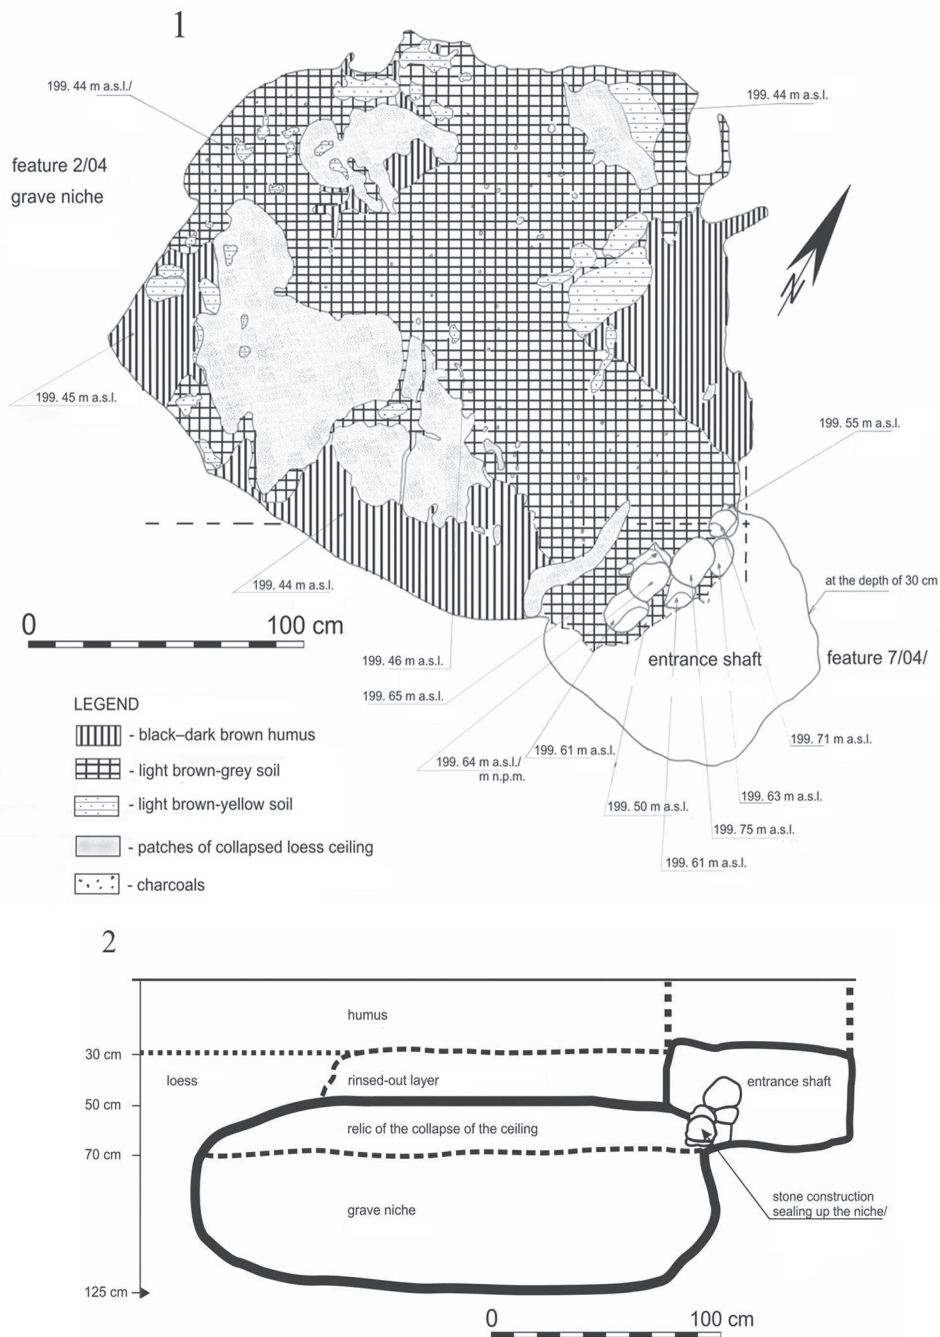 1
199. 44 m a.s.l./
199. 44 m a.s.l.
feature 2/04
grave niche
N
199. 45 m a.s.l.
199. 55 m a.s.l.
199. 44 m a.s.l.
at the depth of 30 cm
0 100 cm
entrance shaft
feature 7/04/
199. 46 m a.s.l.
199. 65 m a.s.l.
199. 71 m a.s.l.
199. 61 m a.s.l.
199. 64 m a.s.l./
m n.p.m.
199. 63 m a.s.l.
199. 50 m a.s.l.
199. 75 m a.s.l.
199. 61 m a.s.l.
LEGEND
- black–dark brown humus
- light brown-grey soil
- light brown-yellow soil
- patches of collapsed loess ceiling
- charcoals
2
humus
30 cm
loess
rinsed-out layer
entrance shaft
50 cm
relic of the collapse of the ceiling
70 cm
stone construction
sealing up the niche/
grave niche
125 cm
0 100 cm